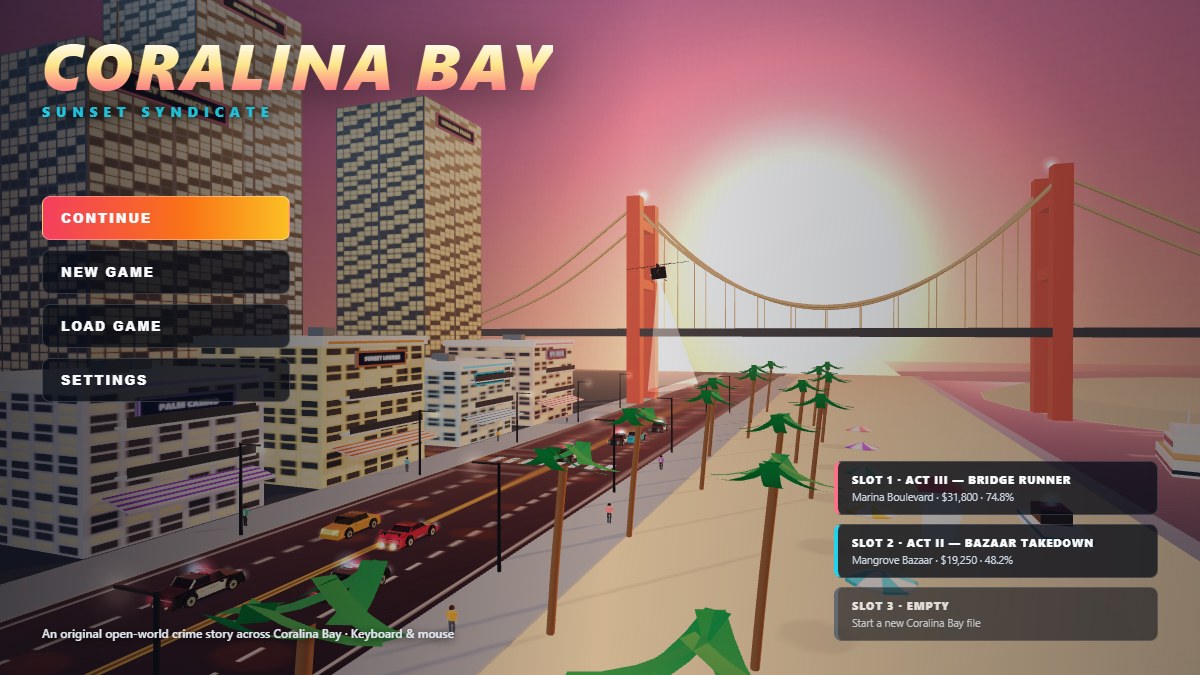 CORALINA BAY
SUNSET SYNDICATE
CONTINUE
NEW GAME
LOAD GAME
SETTINGS
PALM CASINO
SLOT 1 · ACT III — BRIDGE RUNNER
Marina Boulevard · $31,800 · 74.8%
SLOT 2 · ACT II — BAZAAR TAKEDOWN
Mangrove Bazaar · $19,250 · 48.2%
SLOT 3 · EMPTY
Start a new Coralina Bay file
An original open-world crime story across Coralina Bay · Keyboard & mouse